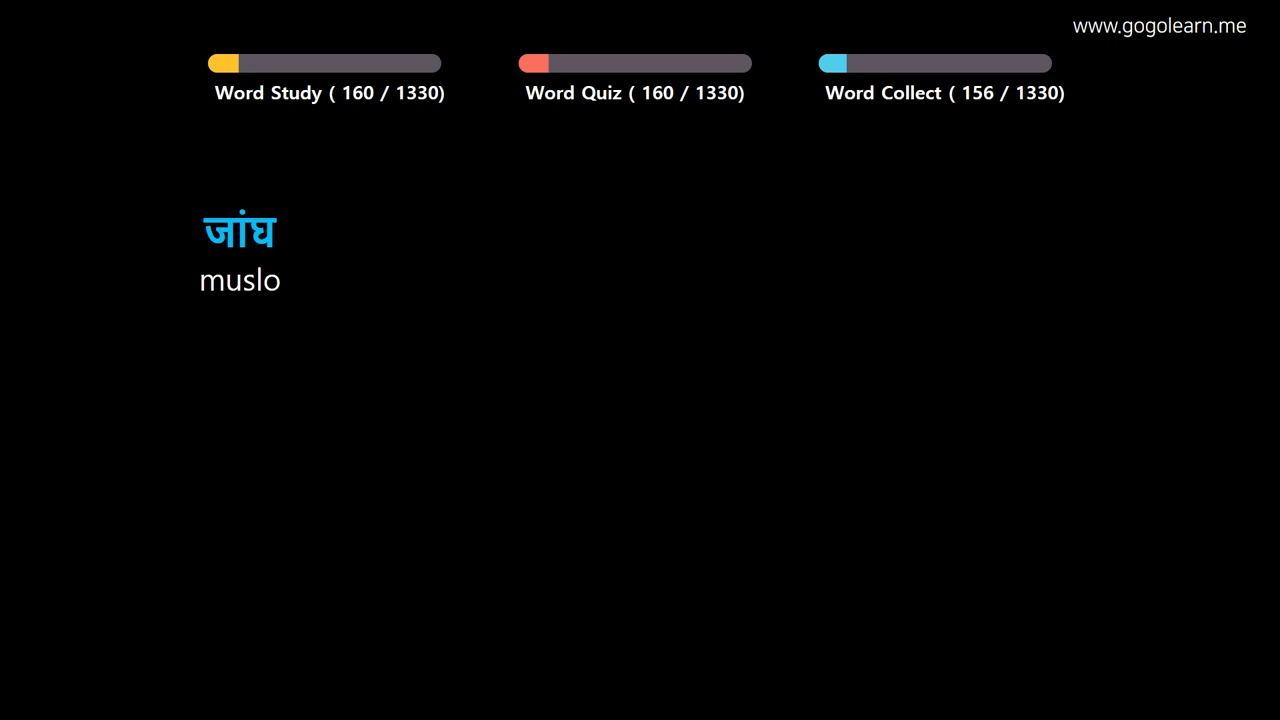 www.gogolearn.me
Word Study ( 160 / 1330)
Word Quiz ( 160 / 1330)
Word Collect ( 156 / 1330)
जांघ
muslo